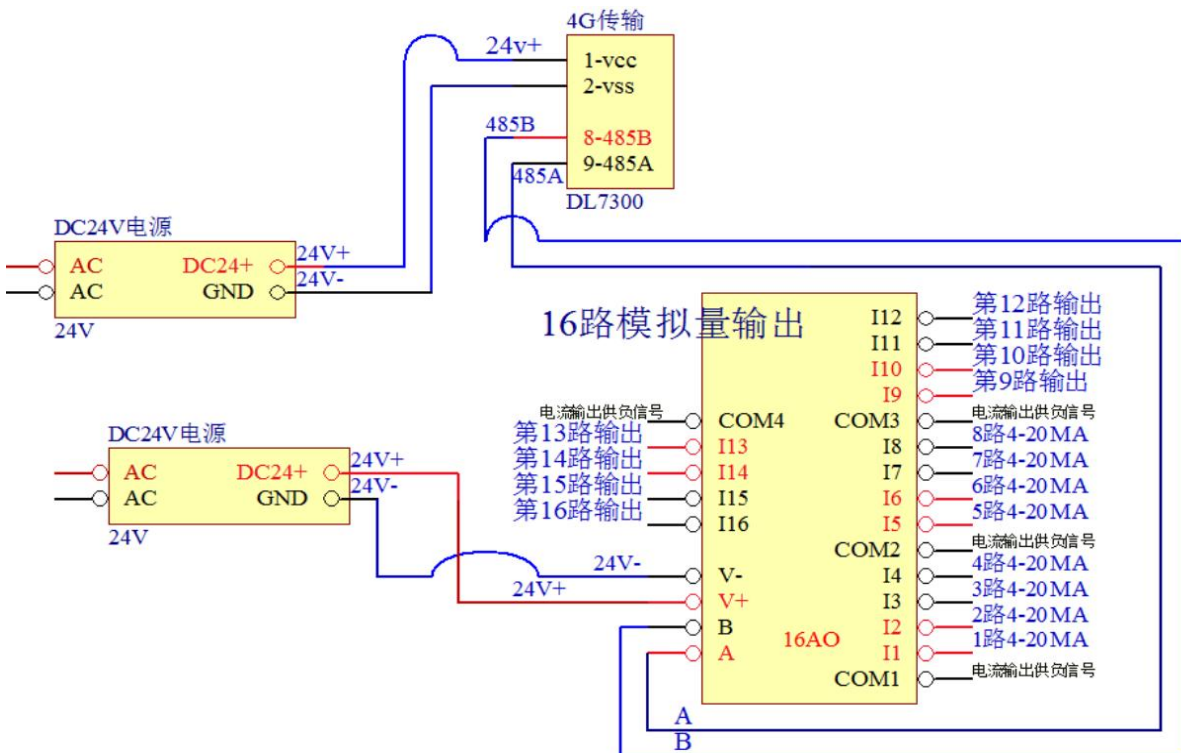 4G传输
24v+
1-vcc
2-vss
485B
8-485B
9-485A
485A
DL7300
DC24V电源
AC
DC24+
24V+
AC
GND
24V-
24V
16路模拟量输出
I12
第12路输出
I11
第11路输出
I10
第10路输出
I9
第9路输出
电流输出供负信号
COM4
COM3
电流输出供负信号
第13路输出
I13
I8
8路4-20MA
第14路输出
I14
I7
7路4-20MA
第15路输出
I15
I6
6路4-20MA
第16路输出
I16
I5
5路4-20MA
COM2
电流输出供负信号
DC24V电源
AC
DC24+
24V+
AC
GND
24V-
24V
24V-
V-
I4
4路4-20MA
24V+
V+
I3
3路4-20MA
B
I2
2路4-20MA
A
16AO
I1
1路4-20MA
COM1
电流输出供负信号
A
B